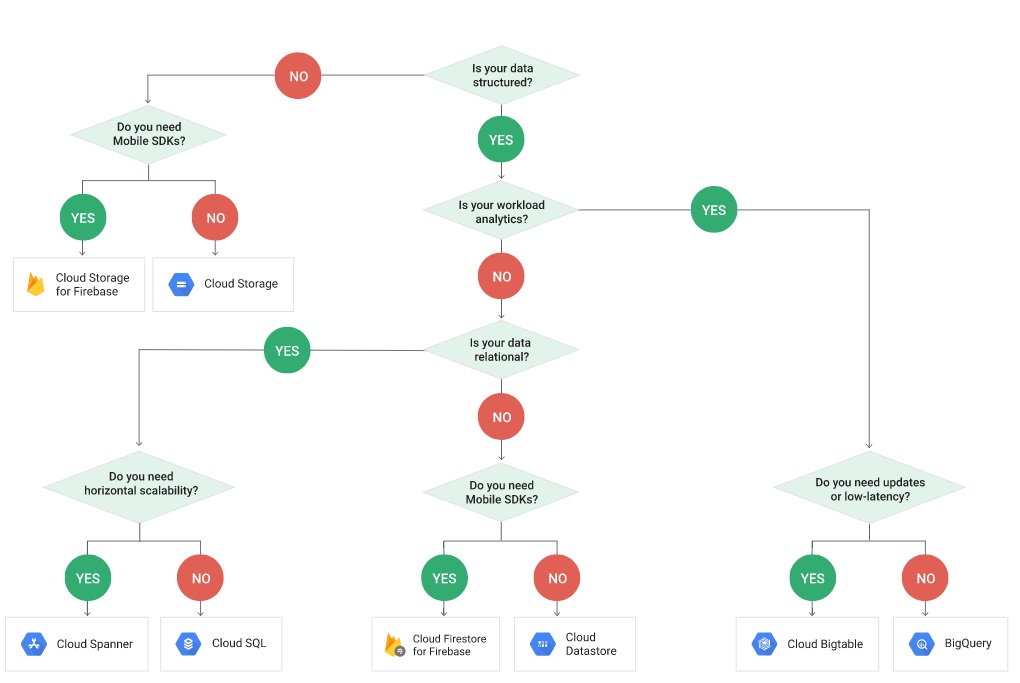 Is your data
structured?
NO
YES
Do you need
Mobile SDKs?
YES
NO
Cloud Storage
for Firebase
Cloud Storage
Is your workload
analytics?
YES
NO
Is your data
relational?
YES
NO
Do you need
horizontal scalability?
YES
NO
Cloud Spanner
Cloud SQL
Do you need
Mobile SDKs?
YES
NO
Cloud Firestore
for Firebase
Cloud
Datastore
Do you need updates
or low-latency?
YES
NO
Cloud Bigtable
BigQuery